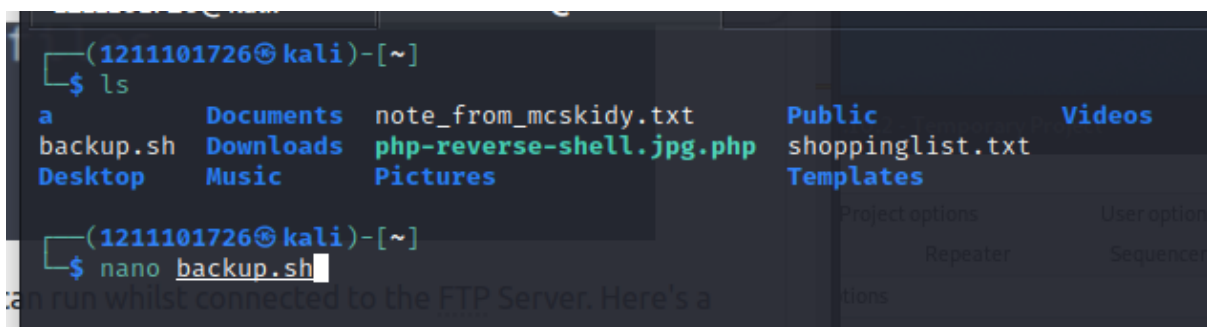 ┌──(1211101726㉿kali)-[~]
└─$ ls
a Documents note_from_mcskidy.txt Public Videos
backup.sh Downloads php-reverse-shell.jpg.php shoppinglist.txt
Desktop Music Pictures Templates
Project options User option
┌──(1211101726㉿kali)-[~]
Repeater Sequencer
└─$ nano backup.sh
can run whilst connected to the FTP Server. Here's a